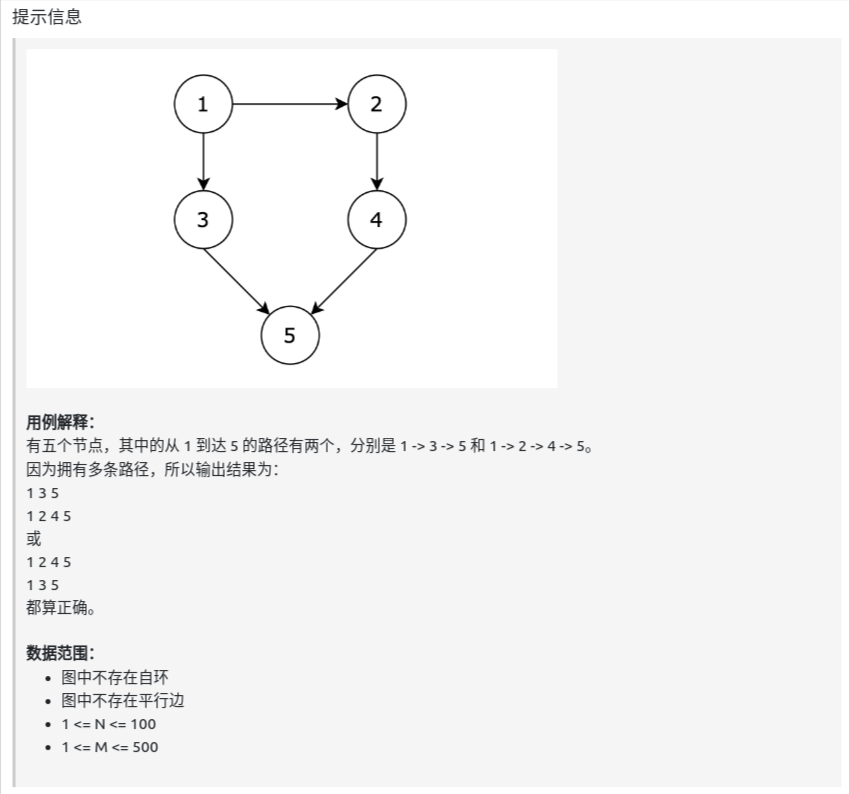 提示信息
1
2
3
4
5
用例解释：
有五个节点，其中的从 1 到达 5 的路径有两个，分别是 1 -> 3 -> 5 和 1 -> 2 -> 4 -> 5。
因为拥有多条路径，所以输出结果为：
1 3 5
1 2 4 5
或
1 2 4 5
1 3 5
都算正确。
数据范围：
• 图中不存在自环
• 图中不存在平行边
• 1 <= N <= 100
• 1 <= M <= 500